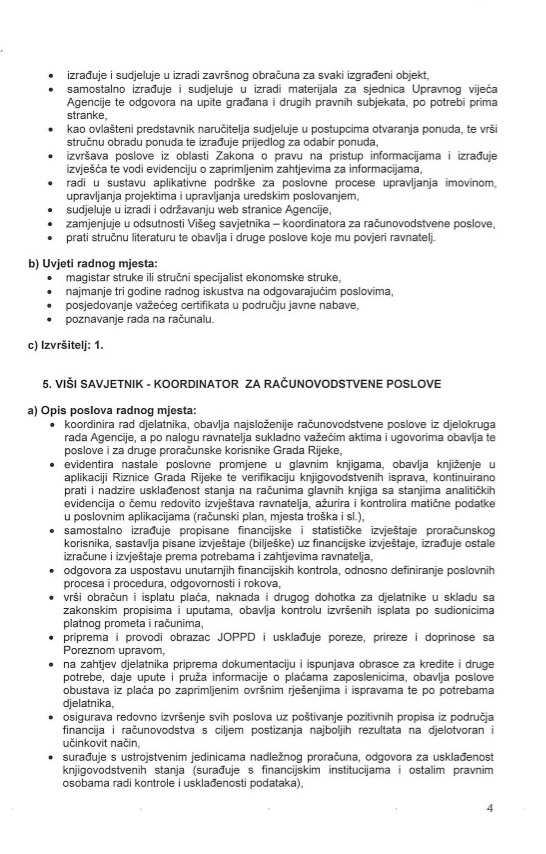 • izrađuje i sudjeluje u izradi završnog obračuna za svaki izgrađeni objekt,
• samostalno izrađuje i sudjeluje u izradi materijala za sjednica Upravnog vijeća
Agencije te odgovora na upite građana i drugih pravnih subjekata, po potrebi prima
stranke,
• kao ovlašteni predstavnik naručitelja sudjeluje u postupcima otvaranja ponuda, te vrši
stručnu obradu ponuda te izrađuje prijedlog za odabir ponuda,
• izvršava poslove iz oblasti Zakona o pravu na pristup informacijama i izrađuje
izvješća te vodi evidenciju o zaprimljenim zahtjevima za informacijama,
• radi u sustavu aplikativne podrške za poslovne procese upravljanja imovinom,
upravljanja projektima i upravljanja uredskim poslovanjem,
• sudjeluje u izradi i održavanju web stranice Agencije,
• zamjenjuje u odsutnosti Višeg savjetnika – koordinatora za računovodstvene poslove,
• prati stručnu literaturu te obavlja i druge poslove koje mu povjeri ravnatelj.
b) Uvjeti radnog mjesta:
• magistar struke ili stručni specijalist ekonomske struke,
• najmanje tri godine radnog iskustva na odgovarajućim poslovima,
• posjedovanje važećeg certifikata u području javne nabave,
• poznavanje rada na računalu.
c) Izvršitelj: 1.
5. VIŠI SAVJETNIK - KOORDINATOR ZA RAČUNOVODSTVENE POSLOVE
a) Opis poslova radnog mjesta:
• koordinira rad djelatnika, obavlja najsloženije računovodstvene poslove iz djelokruga
rada Agencije, a po nalogu ravnatelja sukladno važećim aktima i ugovorima obavlja te
poslove i za druge proračunske korisnike Grada Rijeke,
• evidentira nastale poslovne promjene u glavnim knjigama, obavlja knjiženje u
aplikaciji Riznice Grada Rijeke te verifikaciju knjigovodstvenih isprava, kontinuirano
prati i nadzire usklađenost stanja na računima glavnih knjiga sa stanjima analitičkih
evidencija o čemu redovito izvještava ravnatelja, ažurira i kontrolira matične podatke
u poslovnim aplikacijama (računski plan, mjesta troška i sl.),
• samostalno izrađuje propisane financijske i statističke izvještaje proračunskog
korisnika, sastavlja pisane izvještaje (bilješke) uz financijske izvještaje, izrađuje ostale
izračune i izvještaje prema potrebama i zahtjevima ravnatelja,
• odgovora za uspostavu unutarnjih financijskih kontrola, odnosno definiranje poslovnih
procesa i procedura, odgovornosti i rokova,
• vrši obračun i isplatu plaća, naknada i drugog dohotka za djelatnike u skladu sa
zakonskim propisima i uputama, obavlja kontrolu izvršenih isplata po sudionicima
platnog prometa i računima,
• priprema i provodi obrazac JOPPD i usklađuje poreze, prireze i doprinose sa
Poreznom upravom,
• na zahtjev djelatnika priprema dokumentaciju i ispunjava obrasce za kredite i druge
potrebe, daje upute i pruža informacije o plaćama zaposlenicima, obavlja poslove
obustava iz plaća po zaprimljenim ovršnim rješenjima i ispravama te po potrebama
djelatnika,
• osigurava redovno izvršenje svih poslova uz poštivanje pozitivnih propisa iz područja
financija i računovodstva s ciljem postizanja najboljih rezultata na djelotvoran i
učinkovit način,
• surađuje s ustrojstvenim jedinicama nadležnog proračuna, odgovora za usklađenost
knjigovodstvenih stanja (surađuje s financijskim institucijama i ostalim pravnim
osobama radi kontrole i usklađenosti podataka),
4